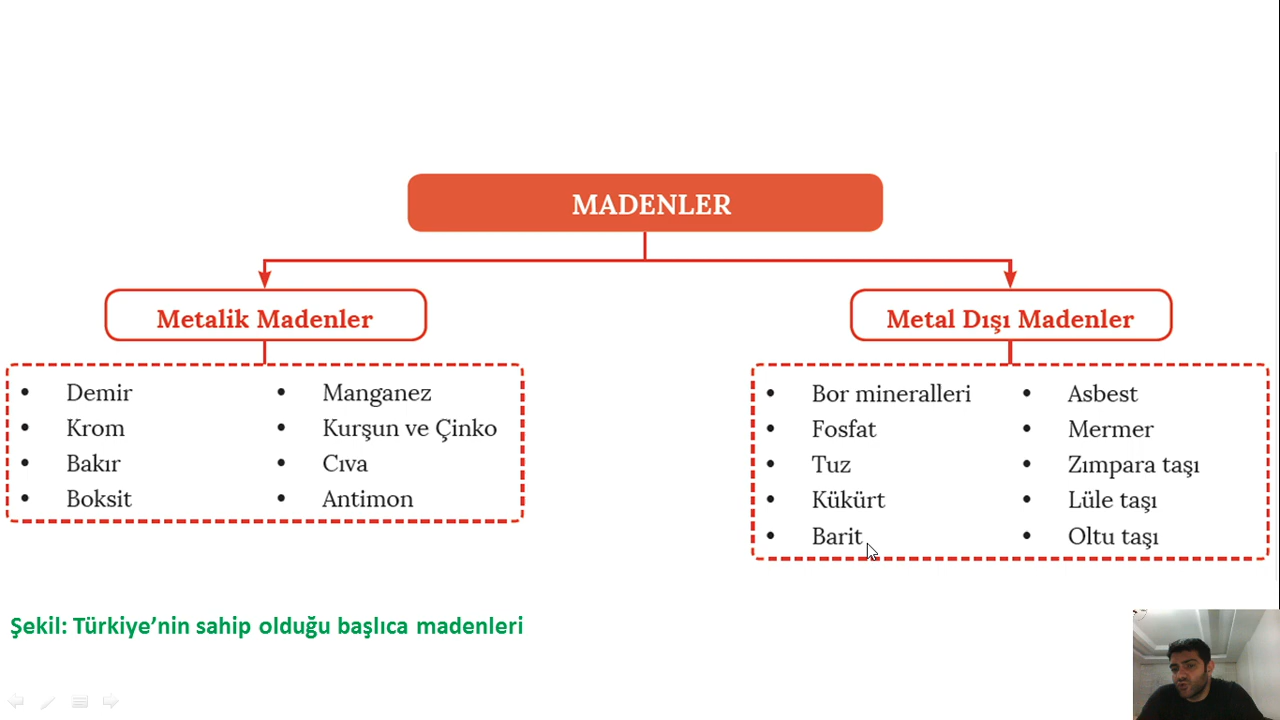 MADENLER
Metalik Madenler
• Demir
• Krom
• Bakır
• Boksit
• Manganez
• Kurşun ve Çinko
• Cıva
• Antimon
Metal Dışı Madenler
• Bor mineralleri
• Fosfat
• Tuz
• Kükürt
• Barit
• Asbest
• Mermer
• Zımpara taşı
• Lüle taşı
• Oltu taşı
Şekil: Türkiye’nin sahip olduğu başlıca madenleri